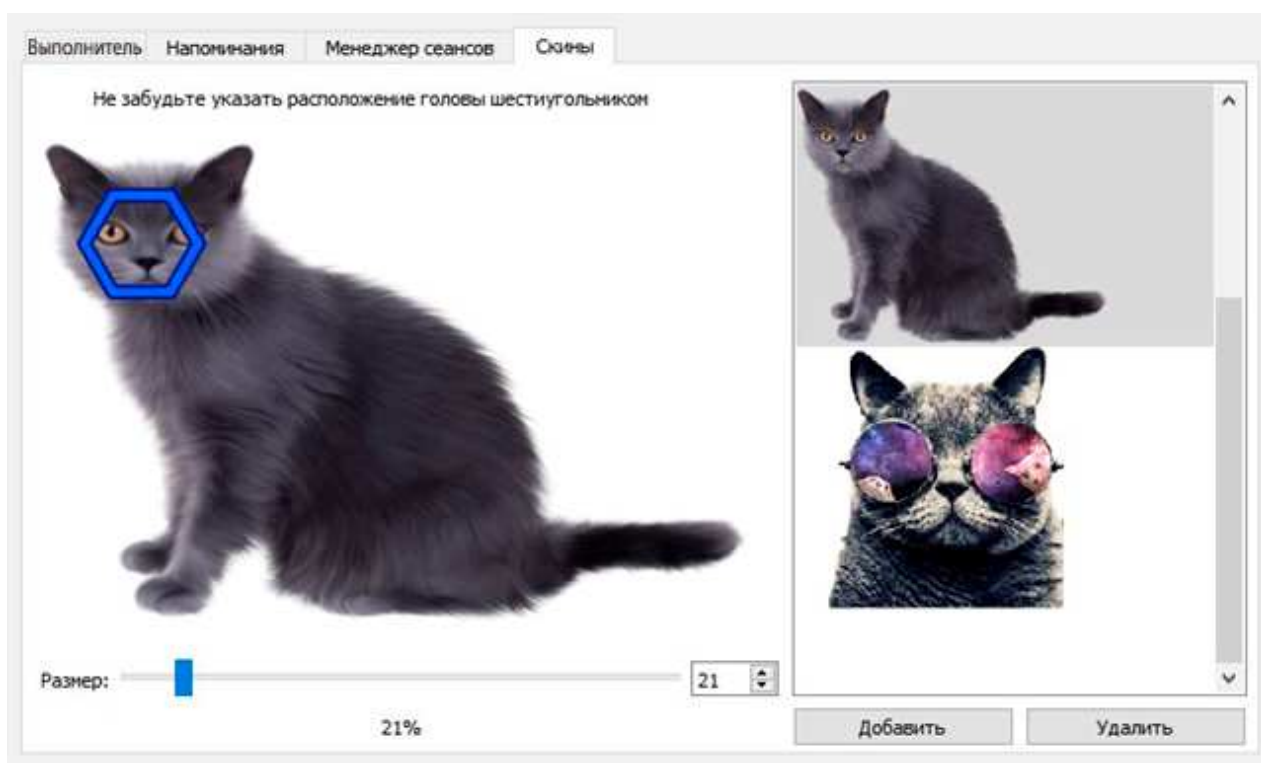 Выполнитель Напоминания Менеджер сеансов Скины
Не забудьте указать расположение головы шестиугольником
Размер: 21
21%
Добавить Удалить